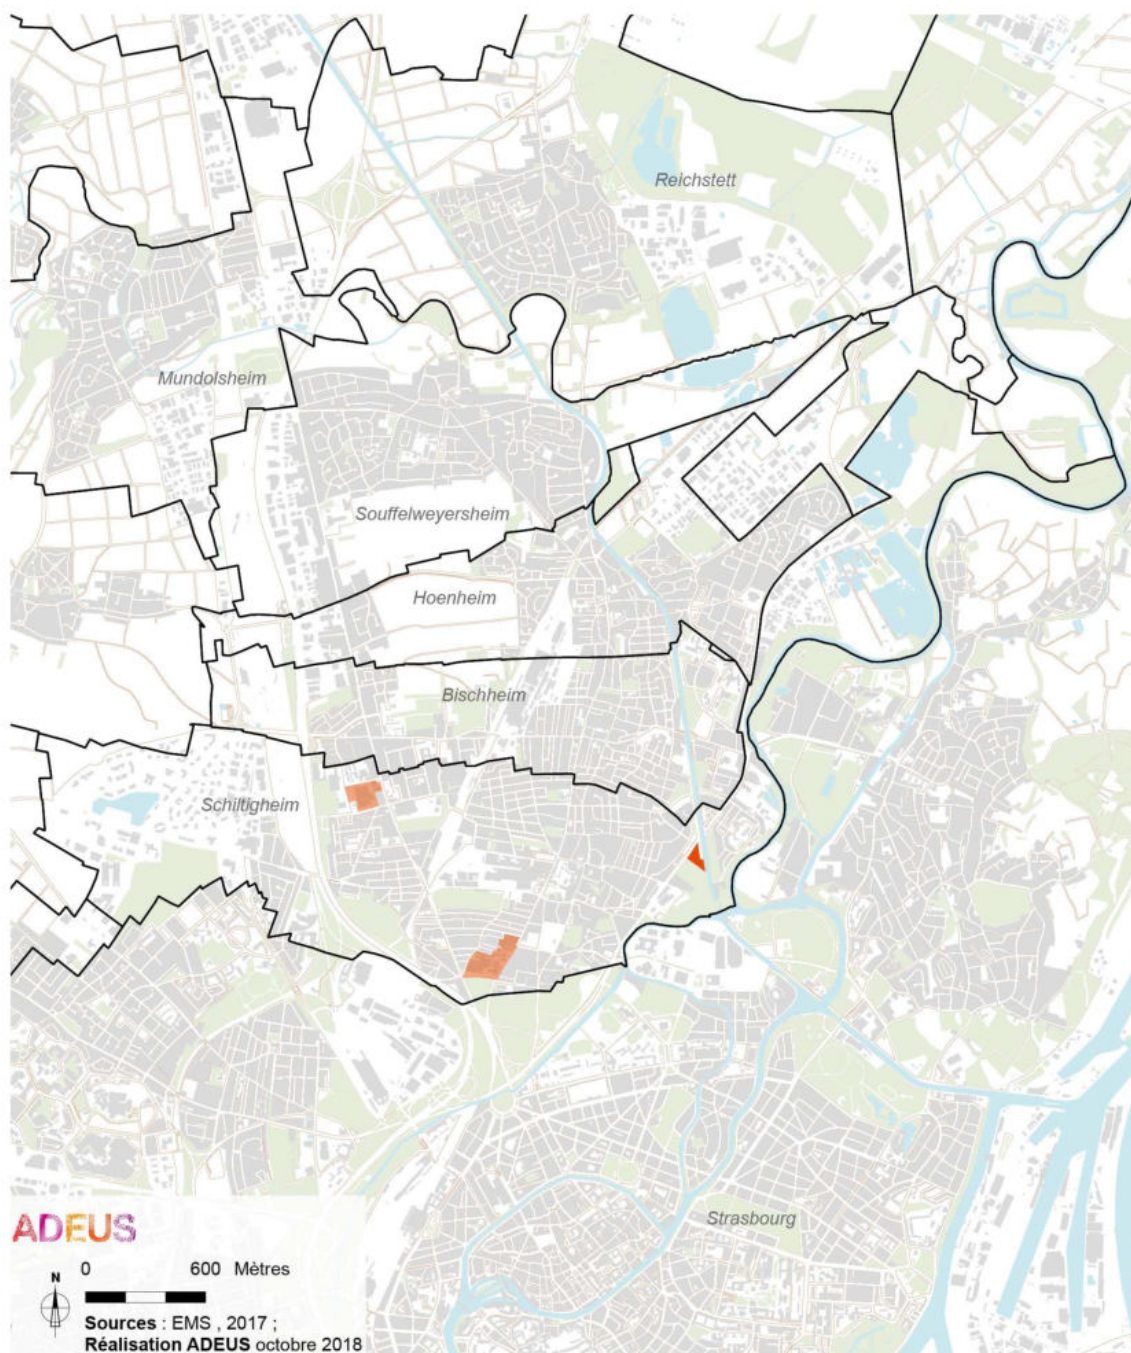 Reichstett
Mundolsheim
Souffelweyersheim
Hoenheim
Bischheim
Schiltigheim
Strasbourg
ADEUS
0 600 Mètres
N
Sources : EMS , 2017 ;
Réalisation ADEUS octobre 2018